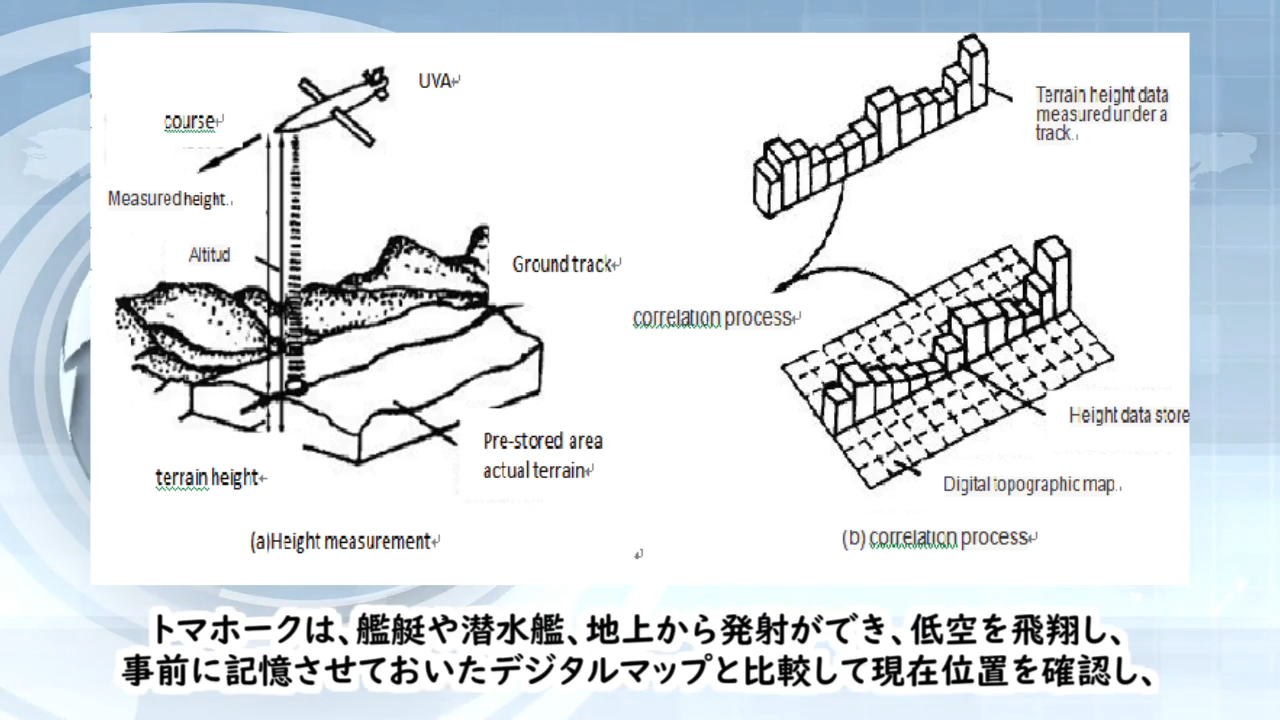 UVA
course
Measured height.
Altitud
Ground track
Pre-stored area
actual terrain
terrain height
(a)Height measurement
Terrain height data
measured under a
track.
correlation process
Height data store
Digital topographic map.
(b) correlation process
トマホークは、艦艇や潜水艦、地上から発射ができ、低空を飛翔し、
事前に記憶させておいたデジタルマップと比較して現在位置を確認し、